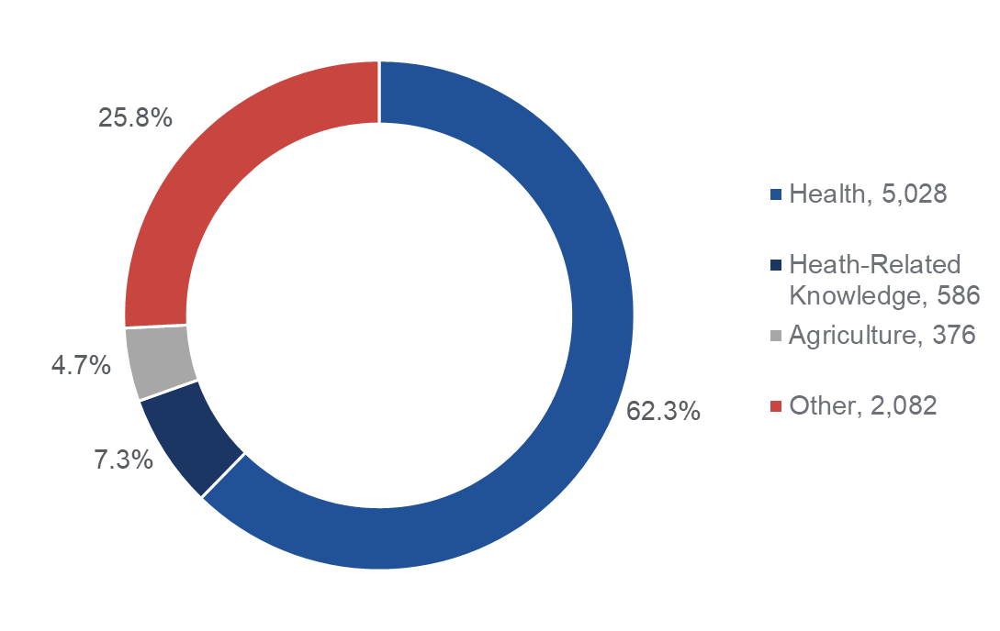 25.8%
4.7%
7.3%
62.3%
Health, 5,028
Heath-Related
Knowledge, 586
Agriculture, 376
Other, 2,082